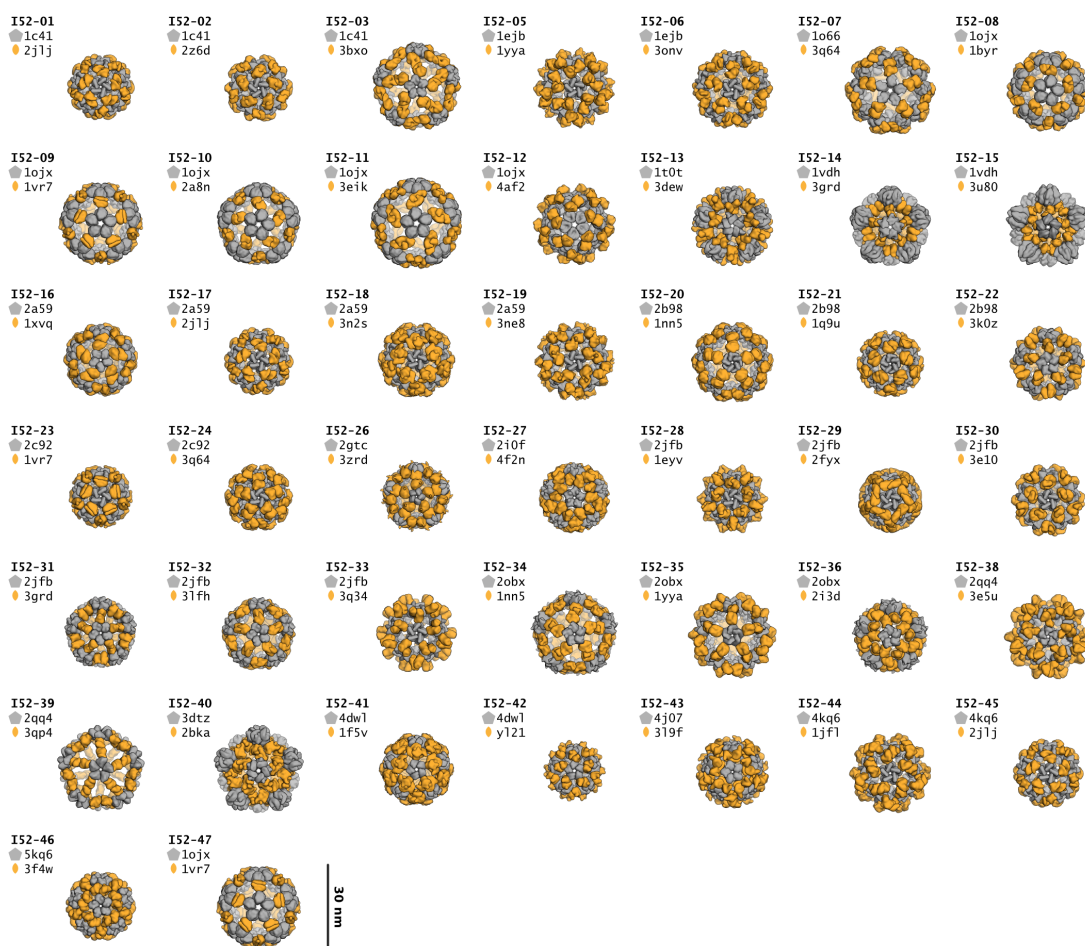 I52-01
1c41
2jlj
I52-02
1c41
2z6d
I52-03
1c41
3bxo
I52-05
1ejb
1yya
I52-06
1ejb
3onv
I52-07
1o66
3q64
I52-08
1ojx
1byr
I52-09
1ojx
1vr7
I52-10
1ojx
2a8n
I52-11
1ojx
3eik
I52-12
1ojx
4af2
I52-13
1t0t
3dew
I52-14
1vdh
3grd
I52-15
1vdh
3u80
I52-16
2a59
1xvq
I52-17
2a59
2jlj
I52-18
2a59
3n2s
I52-19
2a59
3ne8
I52-20
2b98
1nn5
I52-21
2b98
1q9u
I52-22
2b98
3k0z
I52-23
2c92
1vr7
I52-24
2c92
3q64
I52-26
2gtc
3zrd
I52-27
2i0f
4f2n
I52-28
2jfb
1eyv
I52-29
2jfb
2fyx
I52-30
2jfb
3e10
I52-31
2jfb
3grd
I52-32
2jfb
3lfh
I52-33
2jfb
3q34
I52-34
2obx
1nn5
I52-35
2obx
1yya
I52-36
2obx
2i3d
I52-38
2qq4
3e5u
I52-39
2qq4
3qp4
I52-40
3dtz
2bka
I52-41
4dwl
1f5v
I52-42
4dwl
yl21
I52-43
4j07
3l9f
I52-44
4kq6
1jfl
I52-45
4kq6
2jlj
I52-46
5kq6
3f4w
I52-47
1ojx
1vr7
30 nm